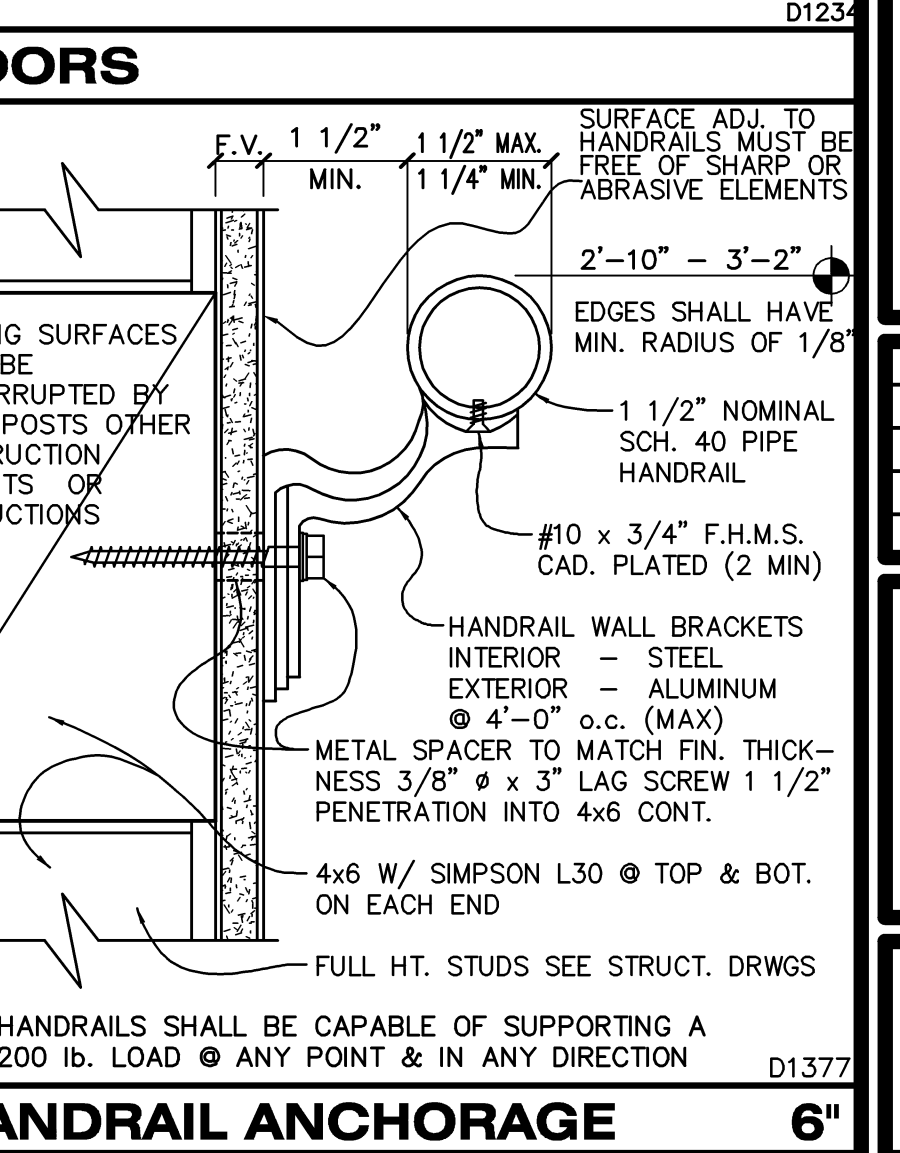 D1234
OORS
SURFACE ADJ. TO
HANDRAILS MUST BE
FREE OF SHARP OR
ABRASIVE ELEMENTS
F.V. 1 1/2" 1 1/2" MAX.
MIN. 1 1/4" MIN.
2'-10" - 3'-2"
EDGES SHALL HAVE
MIN. RADIUS OF 1/8"
NG SURFACES
BE
RRUPTED BY
POSTS OTHER
RUCTION
TS OR
UCTIONS
1 1/2" NOMINAL
SCH. 40 PIPE
HANDRAIL
#10 x 3/4" F.H.M.S.
CAD. PLATED (2 MIN)
HANDRAIL WALL BRACKETS
INTERIOR - STEEL
EXTERIOR - ALUMINUM
@ 4'-0" o.c. (MAX)
METAL SPACER TO MATCH FIN. THICK-
NESS 3/8" ø x 3" LAG SCREW 1 1/2"
PENETRATION INTO 4x6 CONT.
4x6 W/ SIMPSON L30 @ TOP & BOT.
ON EACH END
FULL HT. STUDS SEE STRUCT. DRWGS
HANDRAILS SHALL BE CAPABLE OF SUPPORTING A
200 lb. LOAD @ ANY POINT & IN ANY DIRECTION
D1377
ANDRAIL ANCHORAGE 6"